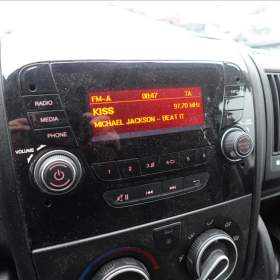 FM-A 08:47 TA
RADIO
KISS 97.70 MHz
MEDIA
MICHAEL JACKSON - BEAT IT
PHONE
VOLUME
1 2 3 4 5 6